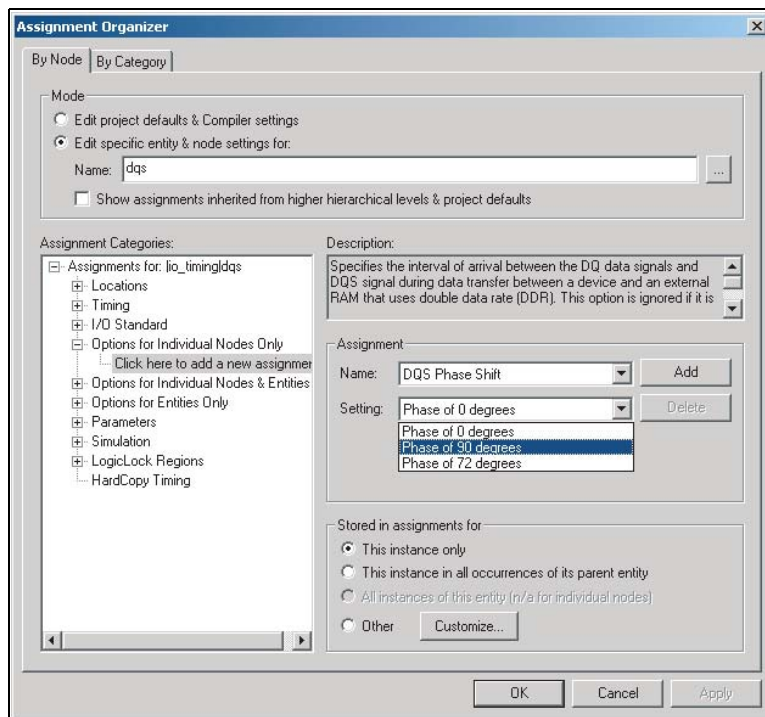 Assignment Organizer
By Node
By Category
Mode
Edit project defaults & Compiler settings
Edit specific entity & node settings for:
Name: dqs
...
Show assignments inherited from higher hierarchical levels & project defaults
Assignment Categories:
Assignments for: |io_timing|dqs
Locations
Timing
I/O Standard
Options for Individual Nodes Only
Click here to add a new assignmer
Options for Individual Nodes & Entities
Options for Entities Only
Parameters
Simulation
LogicLock Regions
HardCopy Timing
Description:
Specifies the interval of arrival between the DQ data signals and
DQS signal during data transfer between a device and an external
RAM that uses double data rate (DDR). This option is ignored if it is
Assignment
Name: DQS Phase Shift
Add
Setting: Phase of 0 degrees
Delete
Phase of 0 degrees
Phase of 90 degrees
Phase of 72 degrees
Stored in assignments for
This instance only
This instance in all occurrences of its parent entity
All instances of this entity (n/a for individual nodes)
Other
Customize...
OK
Cancel
Apply